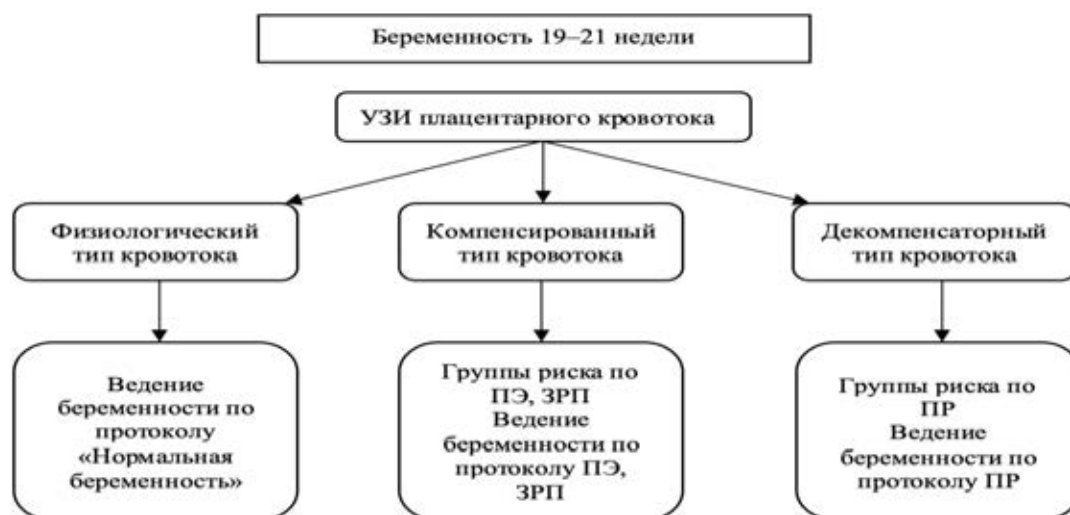 Беременность 19–21 недели
УЗИ плацентарного кровотока
Физиологический
тип кровотока
Компенсированный
тип кровотока
Декомпенсаторный
тип кровотока
Ведение
беременности по
протоколу
«Нормальная
беременность»
Группы риска по
ПЭ, ЗРП
Ведение
беременности по
протоколу ПЭ,
ЗРП
Группы риска по
ПР
Ведение
беременности по
протоколу ПР